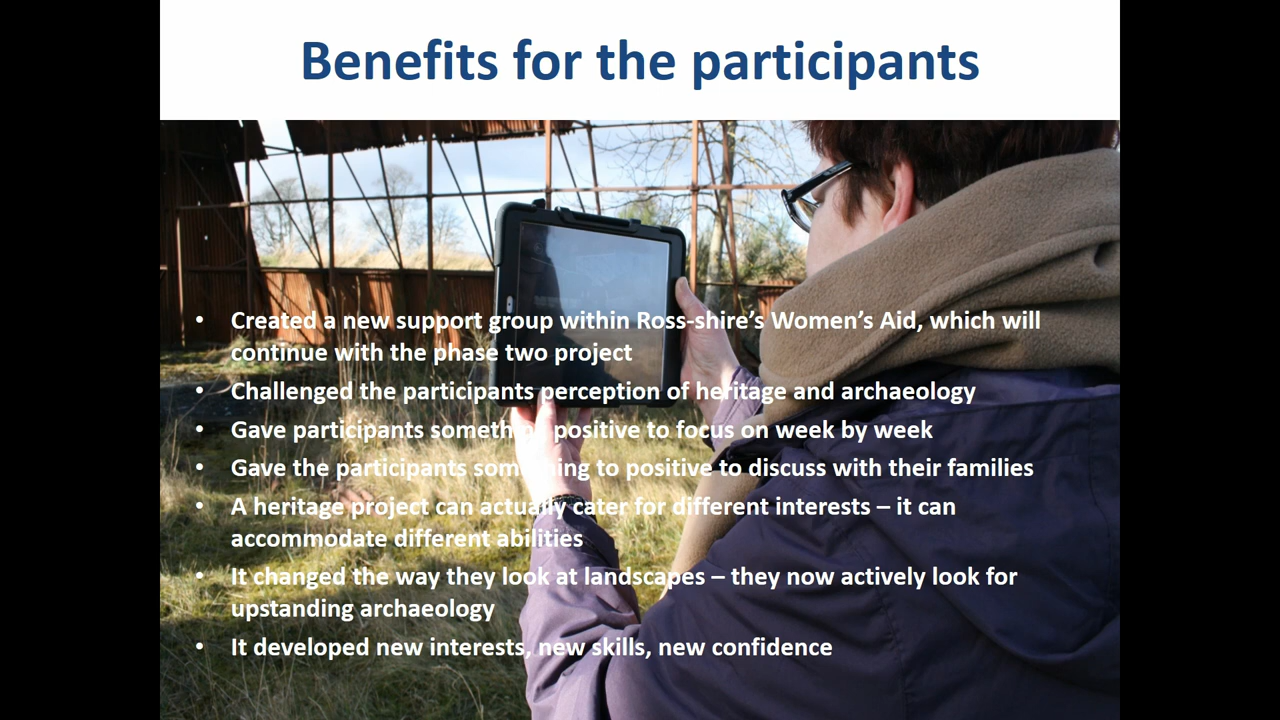 Benefits for the participants
• Created a new support group within Ross-shire’s Women’s Aid, which will
continue with the phase two project
• Challenged the participants perception of heritage and archaeology
• Gave participants something positive to focus on week by week
• Gave the participants something to positive to discuss with their families
• A heritage project can actually cater for different interests – it can
accommodate different abilities
• It changed the way they look at landscapes – they now actively look for
upstanding archaeology
• It developed new interests, new skills, new confidence